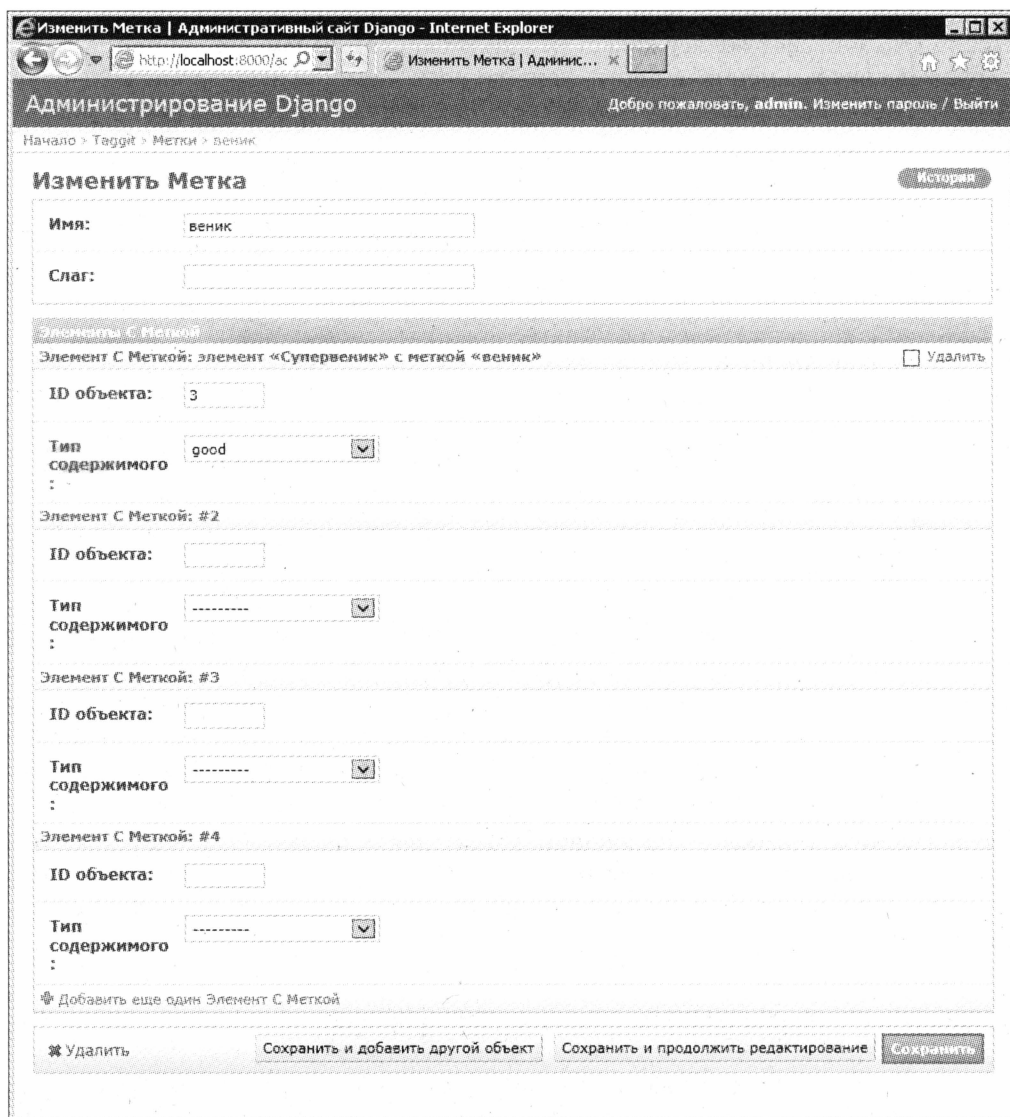 Изменить Метка | Административный сайт Django - Internet Explorer
http://localhost:8000/ac
Изменить Метка | Админис...
Администрирование Django
Добро пожаловать, admin. Изменить пароль / Выйти
Начало > Taggit > Метки > веник
Изменить Метка
История
Имя:
веник
Слаг:
Элементы С Меткой
Элемент С Меткой: элемент «Супервеник» с меткой «веник»
Удалить
ID объекта:
3
Тип
содержимого
:
good
Элемент С Меткой: #2
ID объекта:
Тип
содержимого
:
---------
Элемент С Меткой: #3
ID объекта:
Тип
содержимого
:
---------
Элемент С Меткой: #4
ID объекта:
Тип
содержимого
:
---------
Добавить еще один Элемент С Меткой
Удалить
Сохранить и добавить другой объект
Сохранить и продолжить редактирование
Сохранить